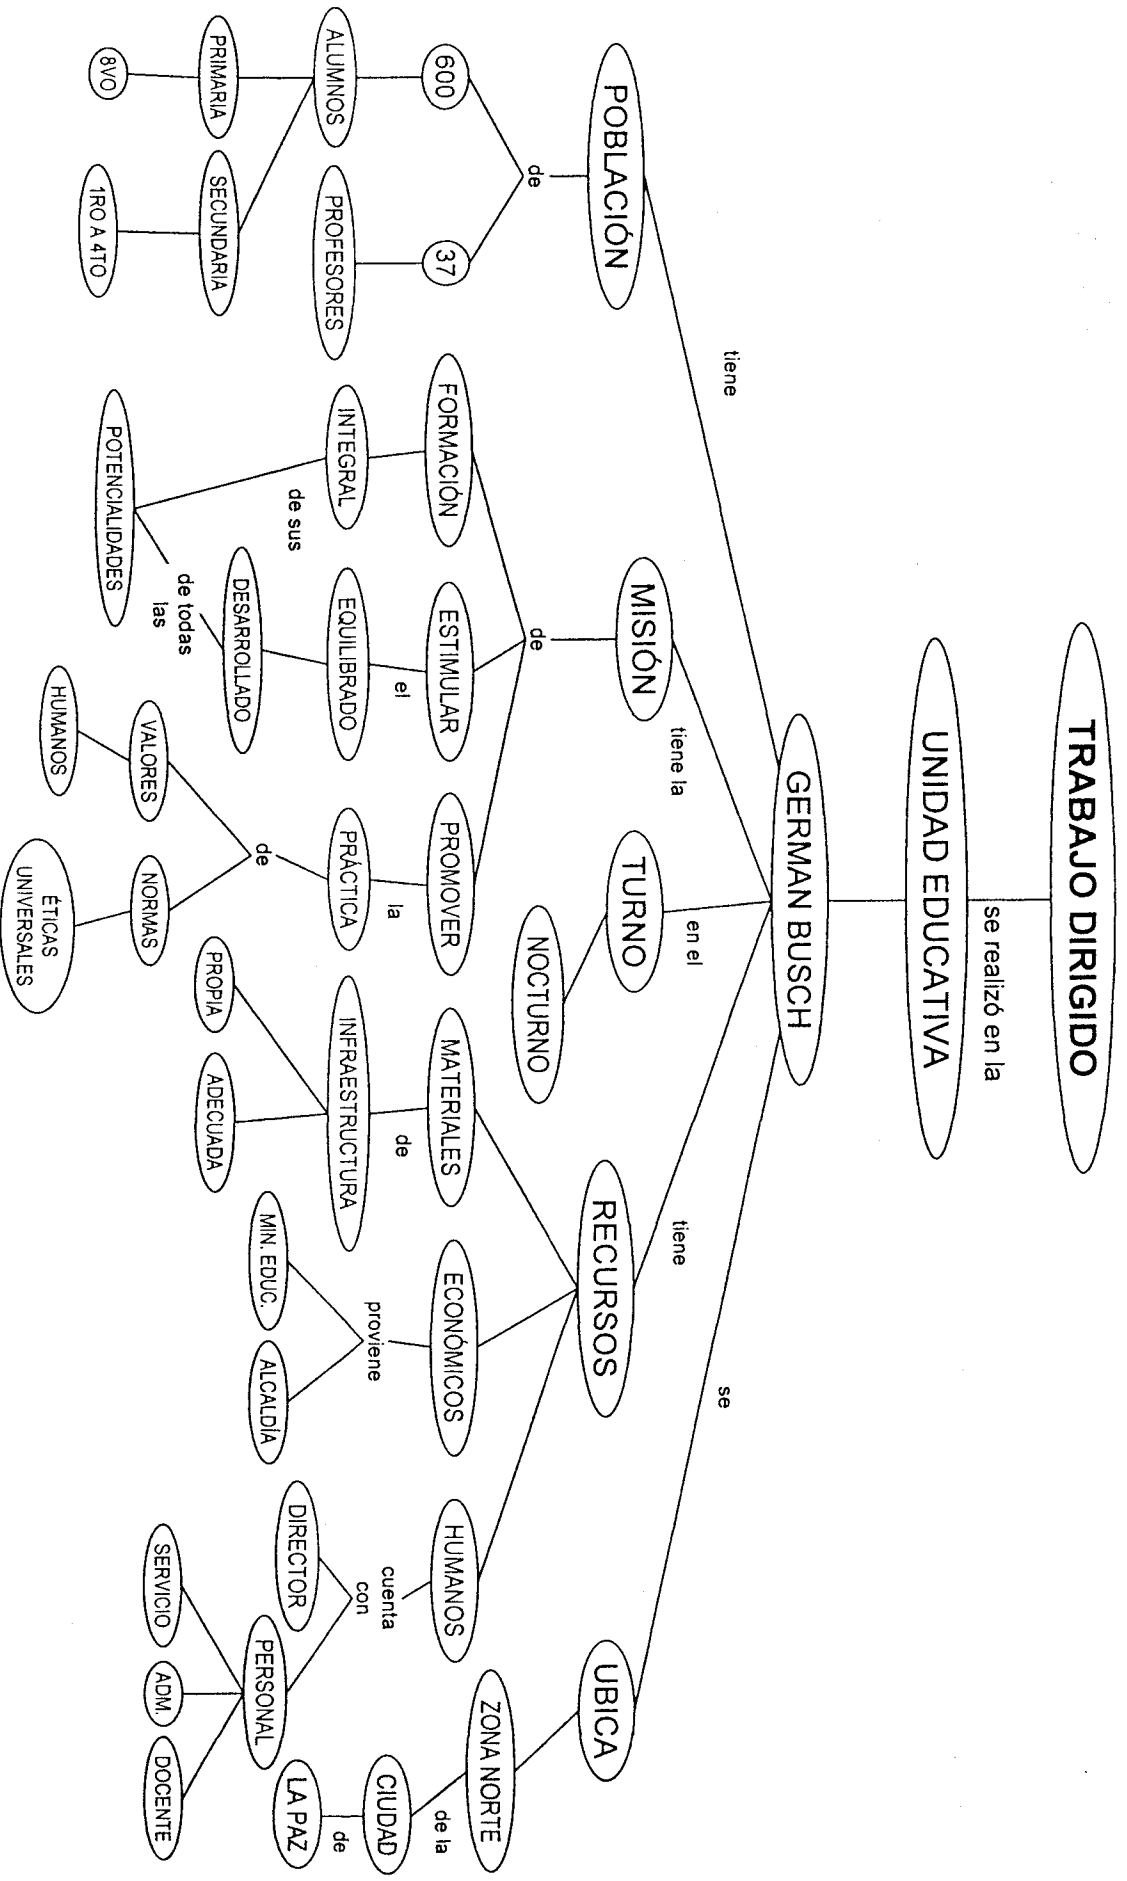 TRABAJO DIRIGIDO
se realizó en la
UNIDAD EDUCATIVA
GERMAN BUSCH
tiene
tiene la
en el
tiene
se
POBLACIÓN
MISIÓN
TURNO
RECURSOS
UBICA
de
de
NOCTURNO
600
37
FORMACIÓN
ESTIMULAR
PROMOVER
MATERIALES
ECONÓMICOS
HUMANOS
ZONA NORTE
el
la
de
de la
ALUMNOS
PROFESORES
INTEGRAL
EQUILIBRADO
PRÁCTICA
INFRAESTRUCTURA
proviene
cuenta
con
CIUDAD
de
de sus
DESARROLLADO
de
MIN. EDUC.
ALCALDÍA
DIRECTOR
PERSONAL
LA PAZ
PRIMARIA
SECUNDARIA
de todas
las
PROPIA
ADECUADA
8VO
1RO A 4TO
POTENCIALIDADES
VALORES
NORMAS
SERVICIO
ADM.
DOCENTE
HUMANOS
ÉTICAS
UNIVERSALES